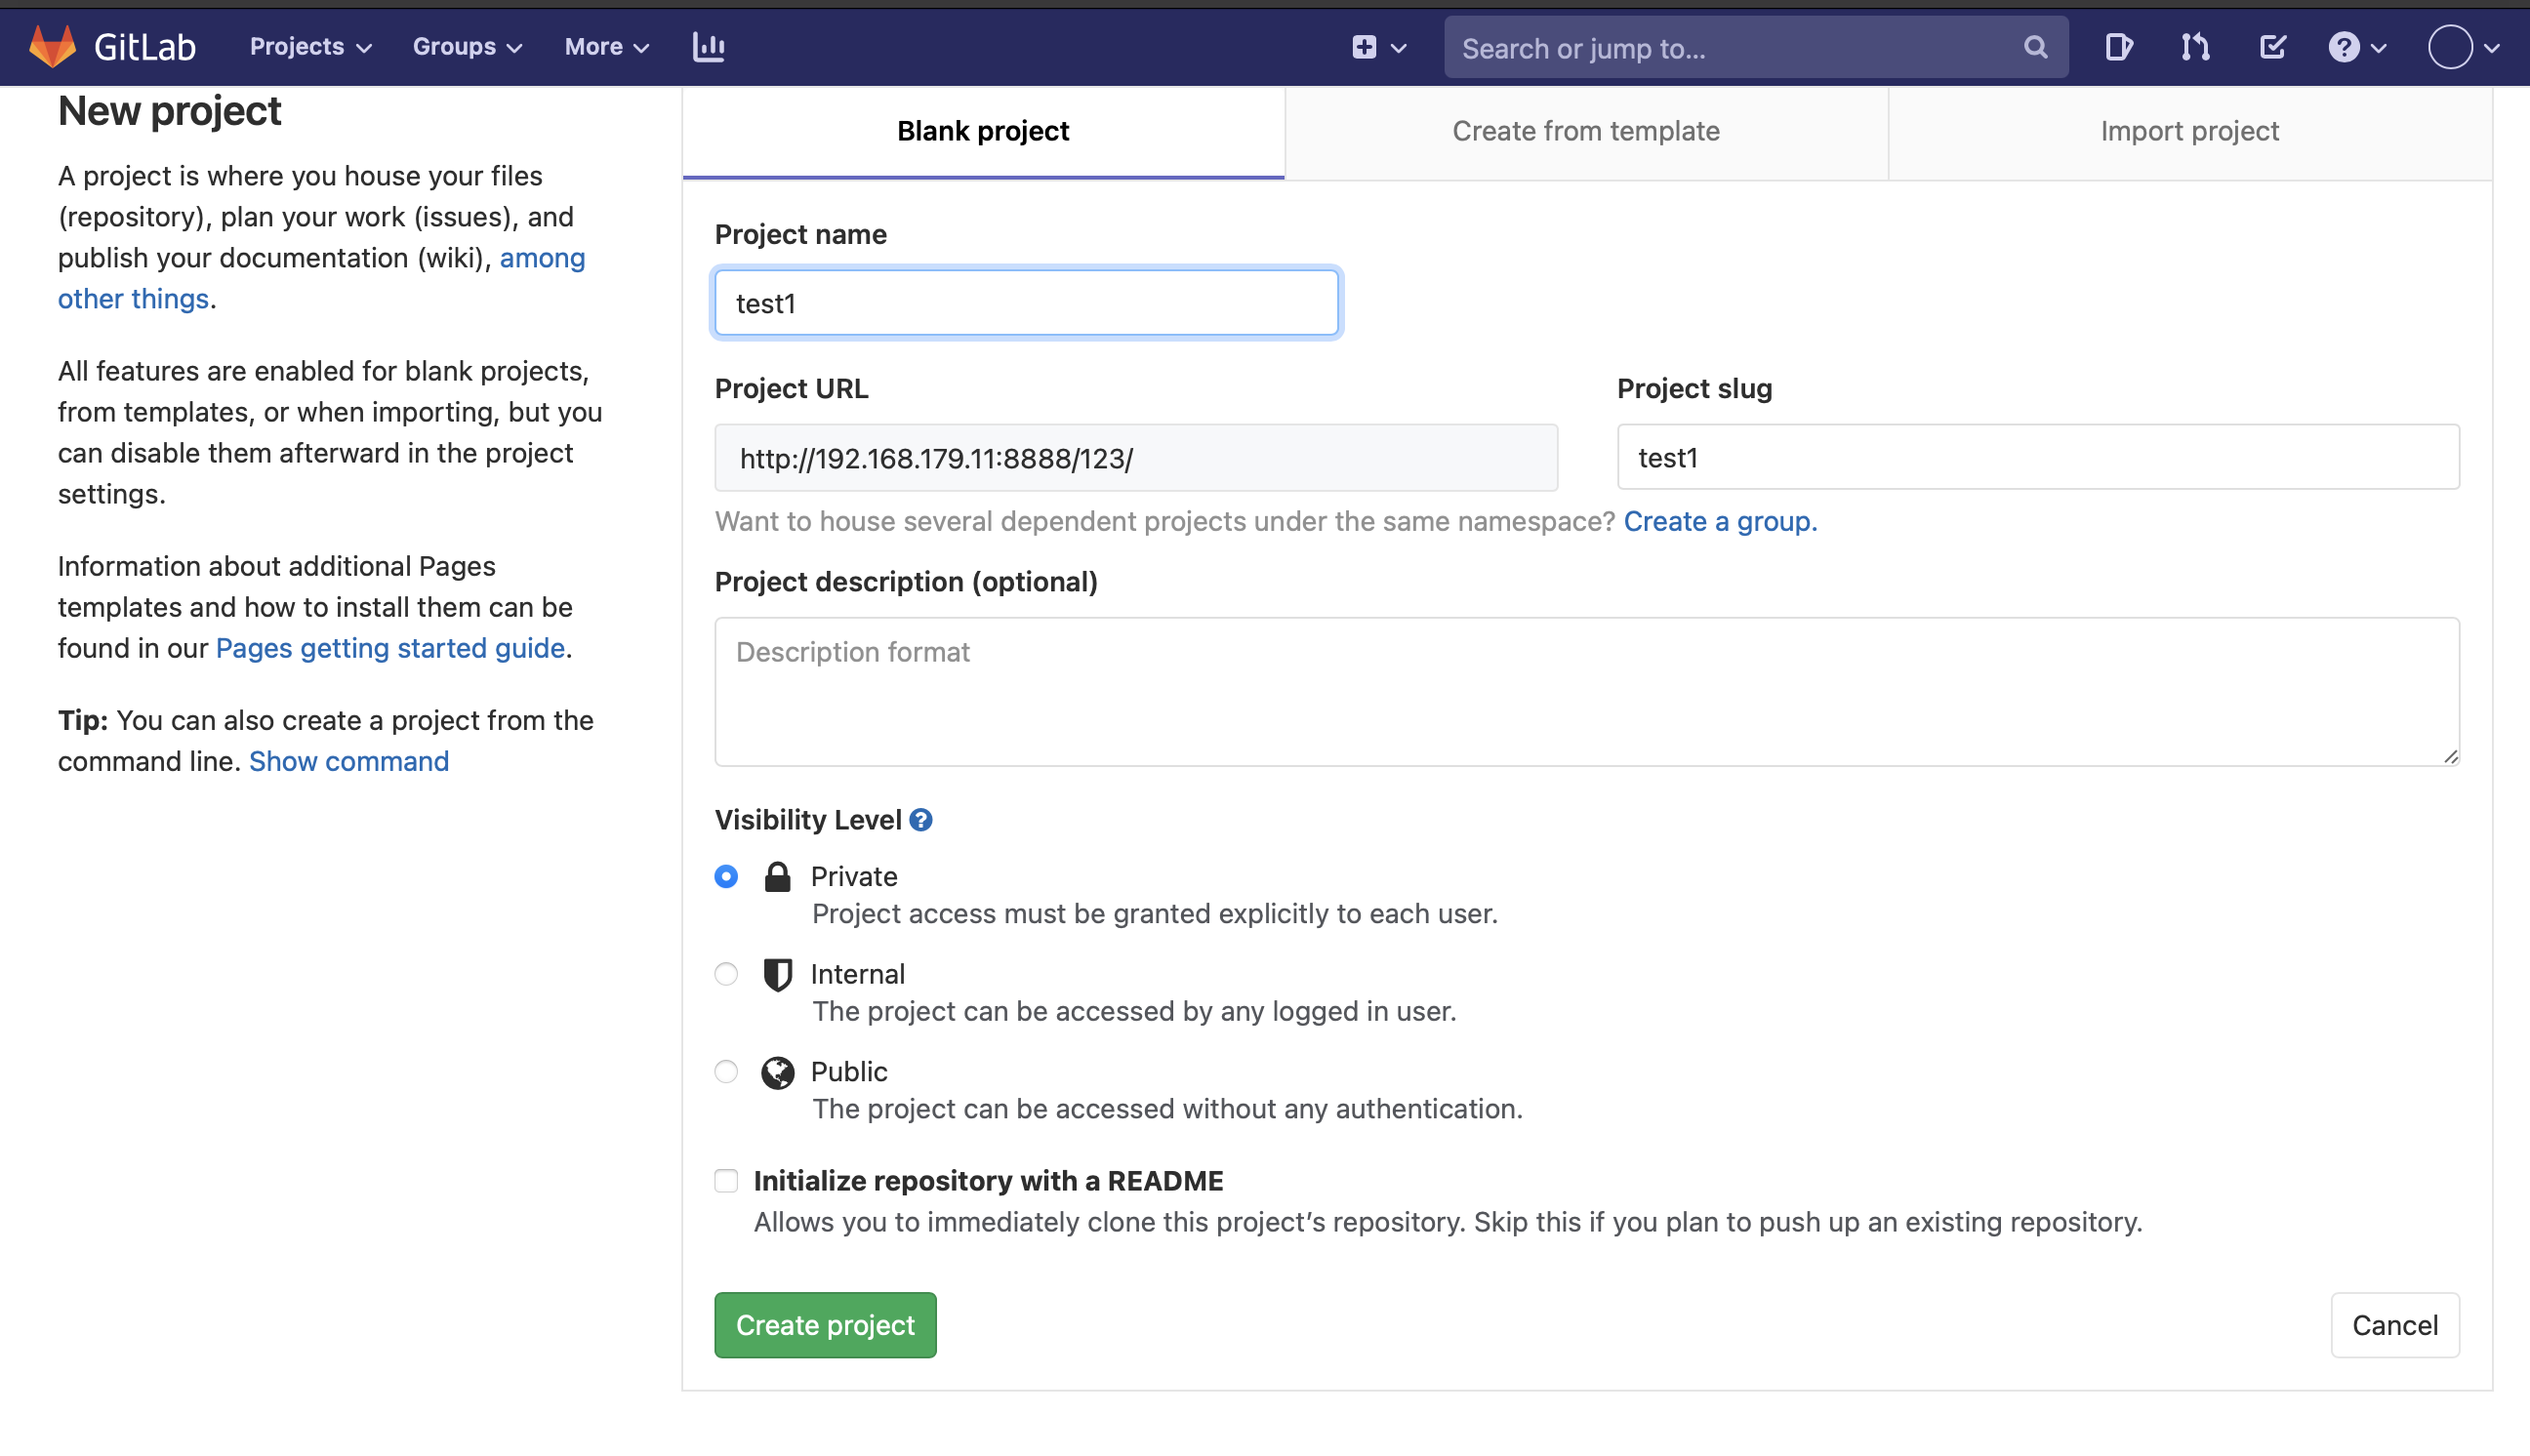 GitLab Projects Groups More Search or jump to...
New project
A project is where you house your files
(repository), plan your work (issues), and
publish your documentation (wiki), among
other things.
All features are enabled for blank projects,
from templates, or when importing, but you
can disable them afterward in the project
settings.
Information about additional Pages
templates and how to install them can be
found in our Pages getting started guide.
Tip: You can also create a project from the
command line. Show command
Blank project Create from template Import project
Project name
test1
Project URL Project slug
http://192.168.179.11:8888/123/ test1
Want to house several dependent projects under the same namespace? Create a group.
Project description (optional)
Description format
Visibility Level
Private
Project access must be granted explicitly to each user.
Internal
The project can be accessed by any logged in user.
Public
The project can be accessed without any authentication.
Initialize repository with a README
Allows you to immediately clone this project’s repository. Skip this if you plan to push up an existing repository.
Create project Cancel